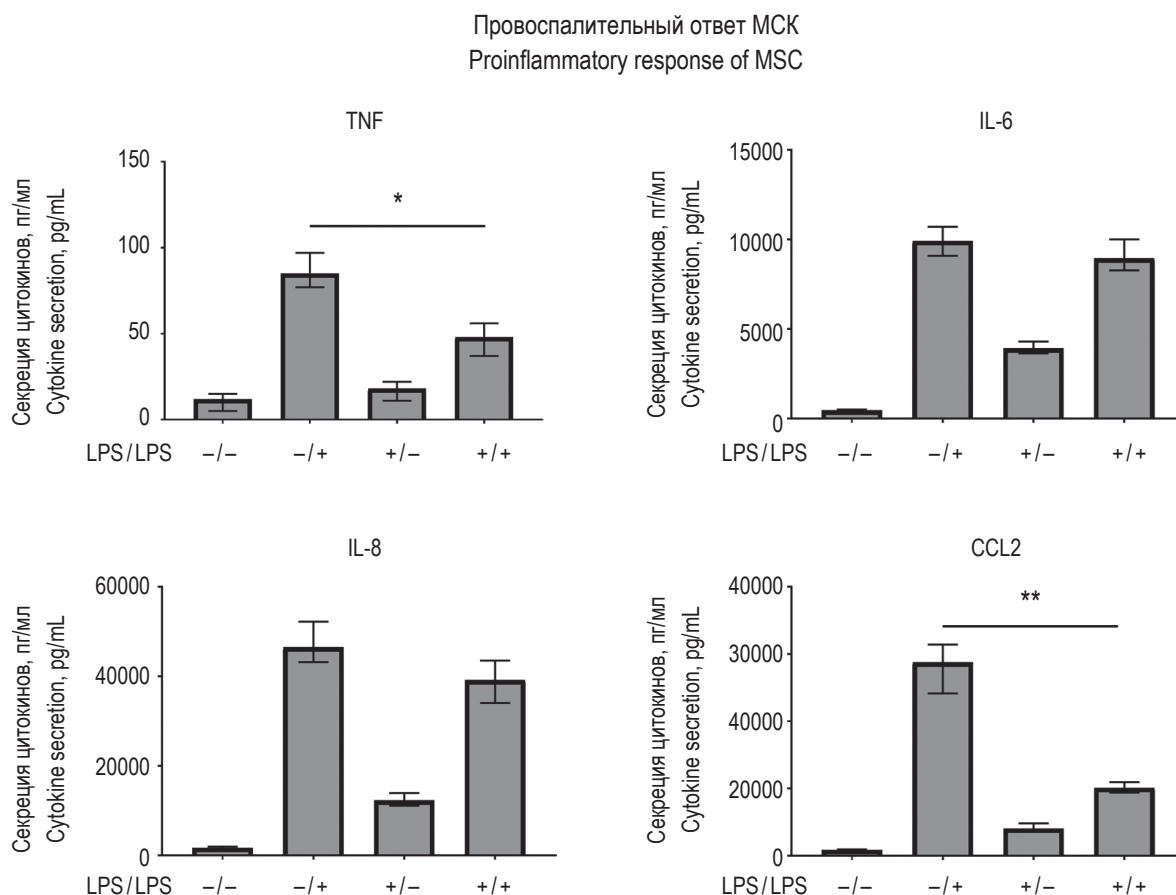 Провоспалительный ответ МСК
Proinflammatory response of MSC
TNF
Секреция цитокинов, пг/мл
Cytokine secretion, pg/mL
150
100
50
0
*
LPS/LPS –/– –/+ +/– +/+
IL-6
Секреция цитокинов, пг/мл
Cytokine secretion, pg/mL
15000
10000
5000
0
LPS/LPS –/– –/+ +/– +/+
IL-8
Секреция цитокинов, пг/мл
Cytokine secretion, pg/mL
60000
40000
20000
0
LPS/LPS –/– –/+ +/– +/+
CCL2
Секреция цитокинов, пг/мл
Cytokine secretion, pg/mL
40000
30000
40000
20000
0
**
LPS/LPS –/– –/+ +/– +/+